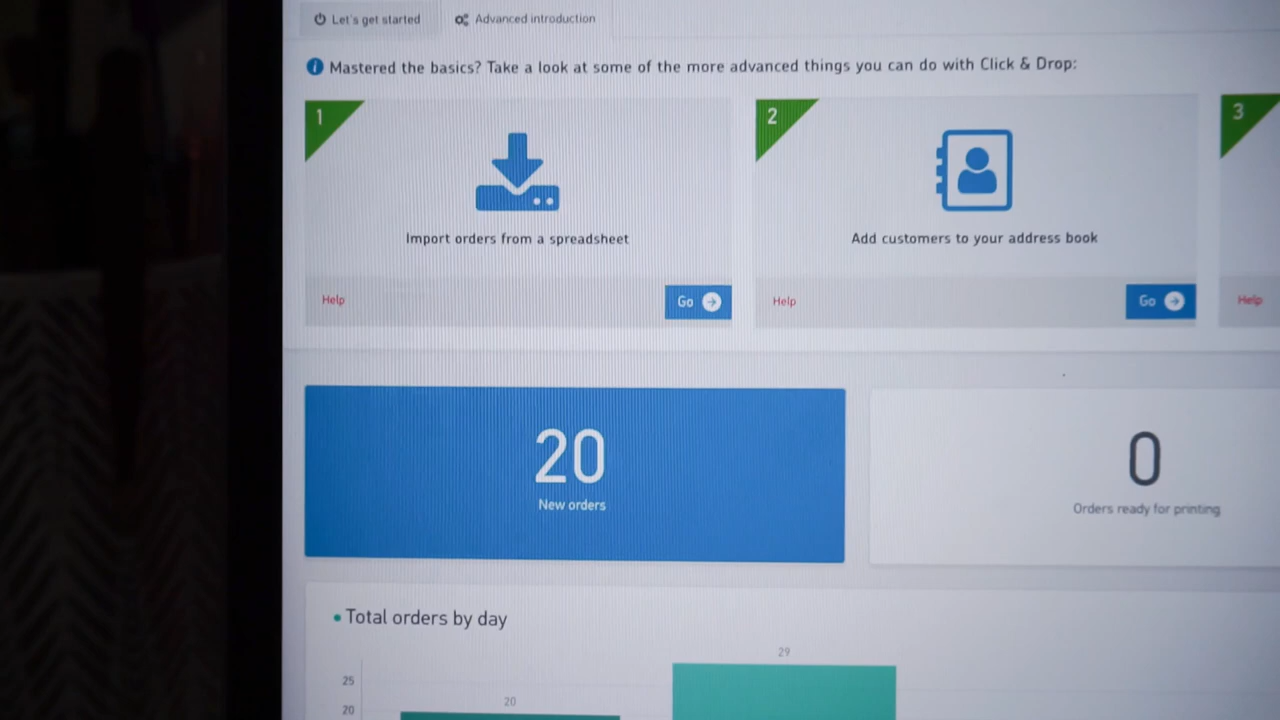 Let's get started
Advanced introduction
Mastered the basics? Take a look at some of the more advanced things you can do with Click & Drop:
1
2
3
Import orders from a spreadsheet
Add customers to your address book
Help
Go
Help
Go
Help
20
New orders
0
Orders ready for printing
Total orders by day
29
25
20
20